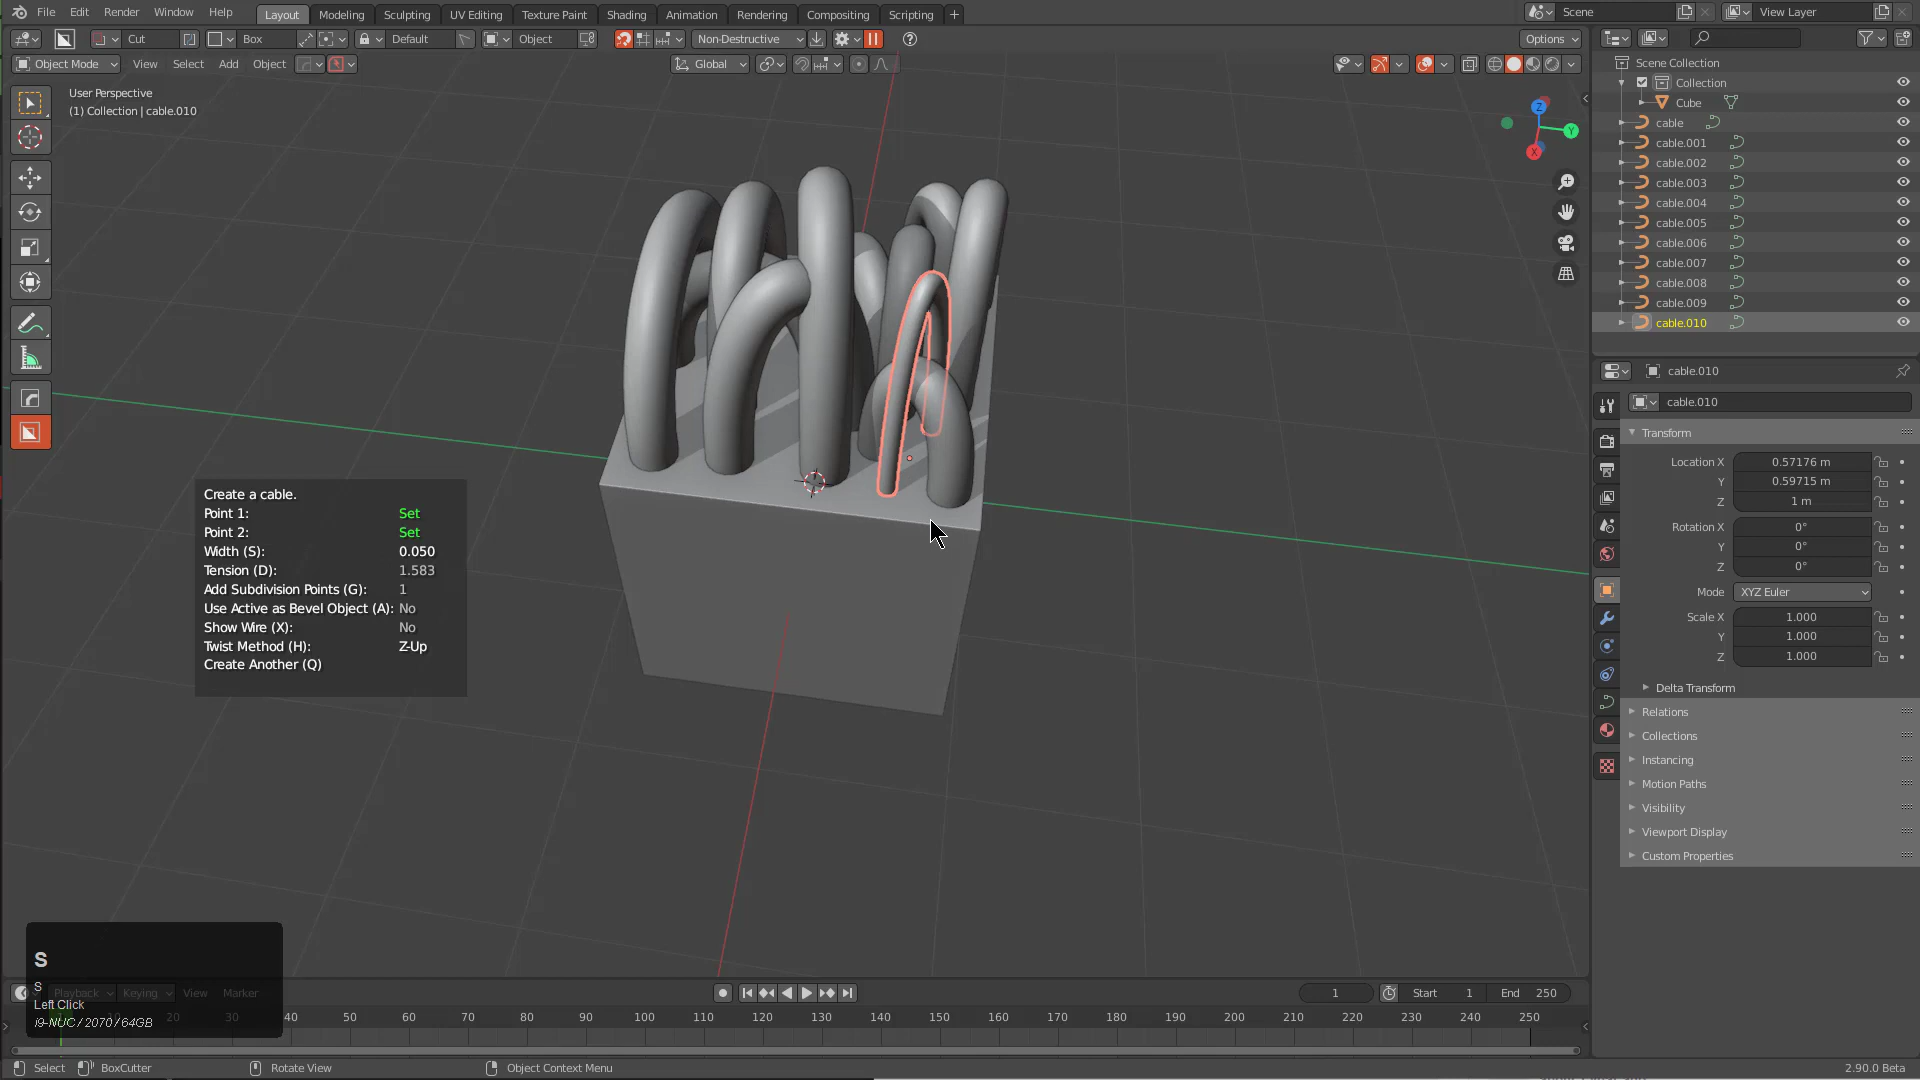 File Edit Render Window Help Layout Modeling Sculpting UV Editing Texture Paint Shading Animation Rendering Compositing Scripting + Scene View Layer
Cut Box Default Object Non-Destructive Options
Object Mode View Select Add Object Global
User Perspective
(1) Collection | cable.010
Z
Y
X
Create a cable.
Point 1: Set
Point 2: Set
Width (S): 0.050
Tension (D): 1.583
Add Subdivision Points (G): 1
Use Active as Bevel Object (A): No
Show Wire (X): No
Twist Method (H): Z-Up
Create Another (Q)
Scene Collection
Collection
Cube
cable
cable.001
cable.002
cable.003
cable.004
cable.005
cable.006
cable.007
cable.008
cable.009
cable.010
cable.010
cable.010
Transform
Location X 0.57176 m
Y 0.59715 m
Z 1 m
Rotation X 0°
Y 0°
Z 0°
Mode XYZ Euler
Scale X 1.000
Y 1.000
Z 1.000
Delta Transform
Relations
Collections
Instancing
Motion Paths
Visibility
Viewport Display
Custom Properties
S
S
Left Click
i9-NUC / 2070 / 64GB
Playback Keying View Marker 1 Start 1 End 250
20 30 40 50 60 70 80 90 100 110 120 130 140 150 160 170 180 190 200 210 220 230 240 250
Select BoxCutter Rotate View Object Context Menu 2.90.0 Beta